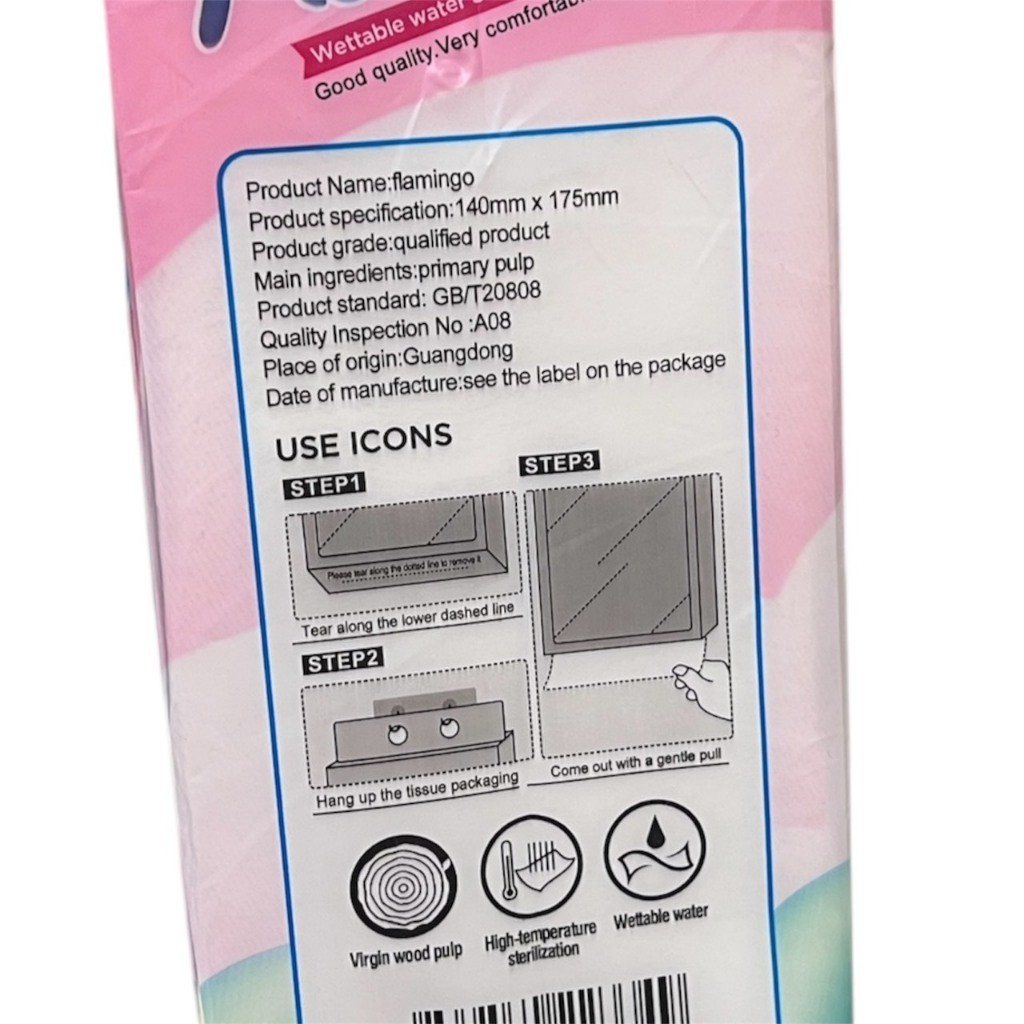 Wettable water
Good quality.Very
Product Name:flamingo
Product specification:140mm x 175mm
Product grade:qualified product
Main ingredients:primary pulp
Product standard: GB/T20808
Quality Inspection No :A08
Place of origin:Guangdong
Date of manufacture:see the label on the package
USE ICONS
STEP1
Please tear along the dotted line to remove it
Tear along the lower dashed line
STEP2
Hang up the tissue packaging
STEP3
Come out with a gentle pull
Virgin wood pulp
High-temperature
sterilization
Wettable water